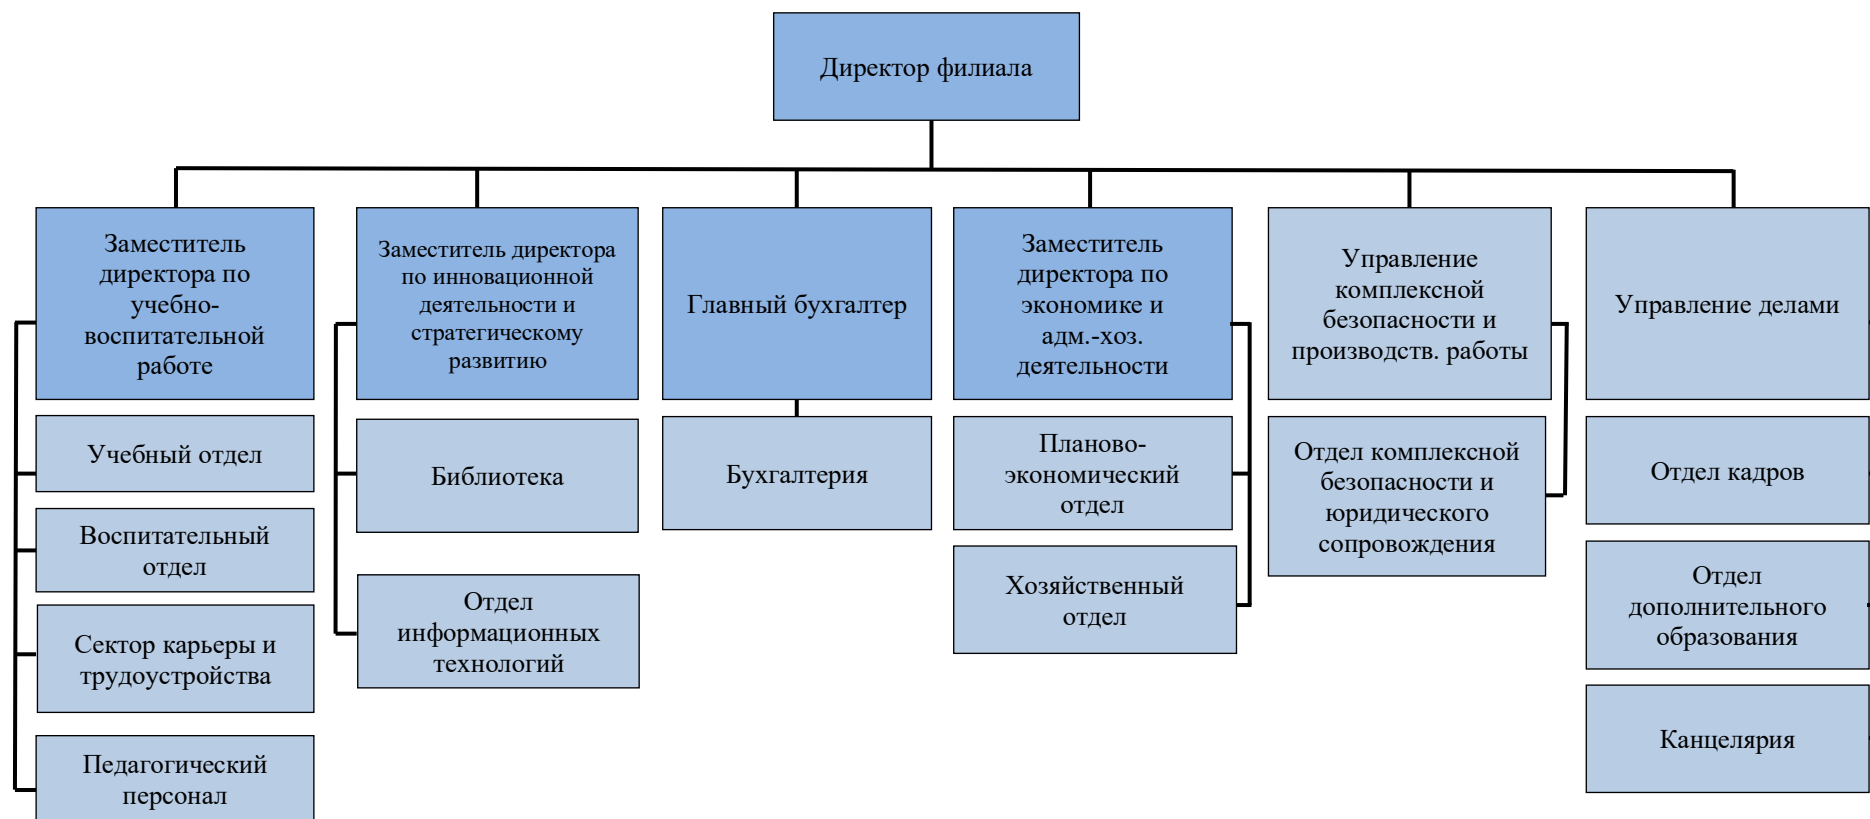 Директор филиала
Заместитель
директора по
учебно-
воспитательной
работе
Заместитель директора
по инновационной
деятельности и
стратегическому
развитию
Главный бухгалтер
Заместитель
директора по
экономике и
адм.-хоз.
деятельности
Управление
комплексной
безопасности и
производств. работы
Управление делами
Учебный отдел
Воспитательный
отдел
Сектор карьеры и
трудоустройства
Педагогический
персонал
Библиотека
Отдел
информационных
технологий
Бухгалтерия
Планово-
экономический
отдел
Хозяйственный
отдел
Отдел комплексной
безопасности и
юридического
сопровождения
Отдел кадров
Отдел
дополнительного
образования
Канцелярия